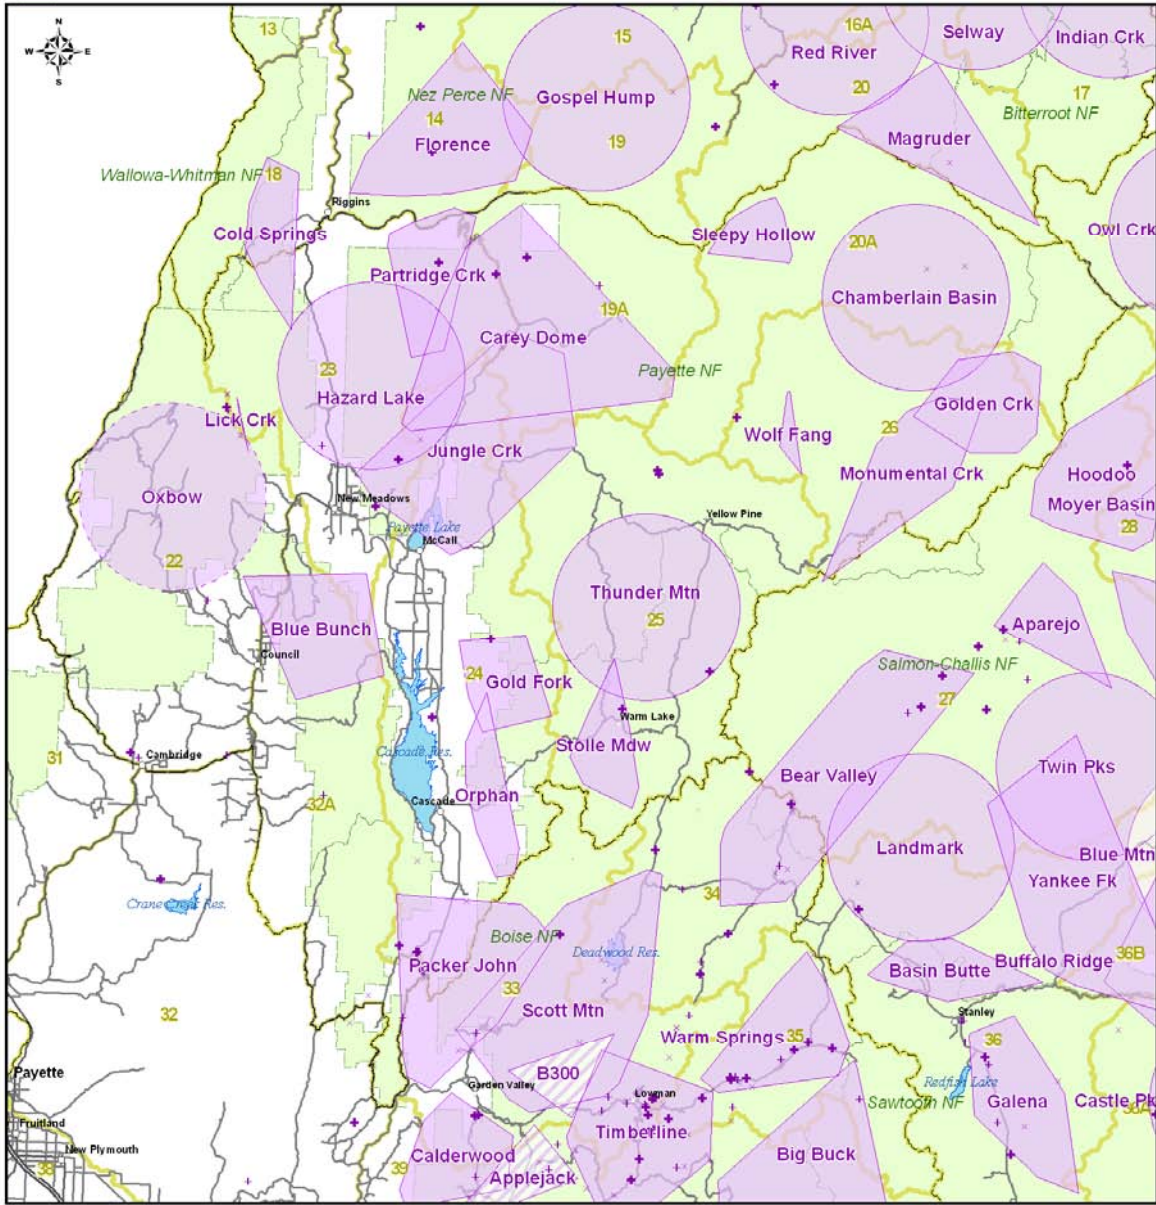 N
W E
S
13
15
16A
Selway
Indian Crk
Red River
Nez Perce NF
Gospel Hump
20
17
14
Bitterroot NF
Florence
19
Magruder
Wallowa-Whitman NF
18
Riggins
Cold Springs
Sleepy Hollow
20A
Owl Crk
Partridge Crk
Chamberlain Basin
19A
Carey Dome
23
Payette NF
Hazard Lake
Golden Crk
Lick Crk
26
Wolf Fang
Jungle Crk
Monumental Crk
Hoodoo
Oxbow
New Meadows
Moyer Basin
Payette Lake
Yellow Pine
28
McCall
22
Thunder Mtn
25
Blue Bunch
Aparejo
Council
Salmon-Challis NF
24
Gold Fork
27
Warm Lake
Stolle Mdw
Cascade Res.
Cambridge
31
Bear Valley
Twin Pks
Orphan
32A
Cascade
Landmark
Blue Mtn
Yankee Fk
34
Crane Creek Res.
Boise NF
Deadwood Res.
36B
Packer John
Buffalo Ridge
Basin Butte
33
Scott Mtn
32
Stanley
Warm Springs
35
36
Payette
B300
Garden Valley
Redfish Lake
Lowman
Sawtooth NF
Galena
Castle Pk
36A
Fruitland
Timberline
New Plymouth
Calderwood
Big Buck
38
39
Applejack